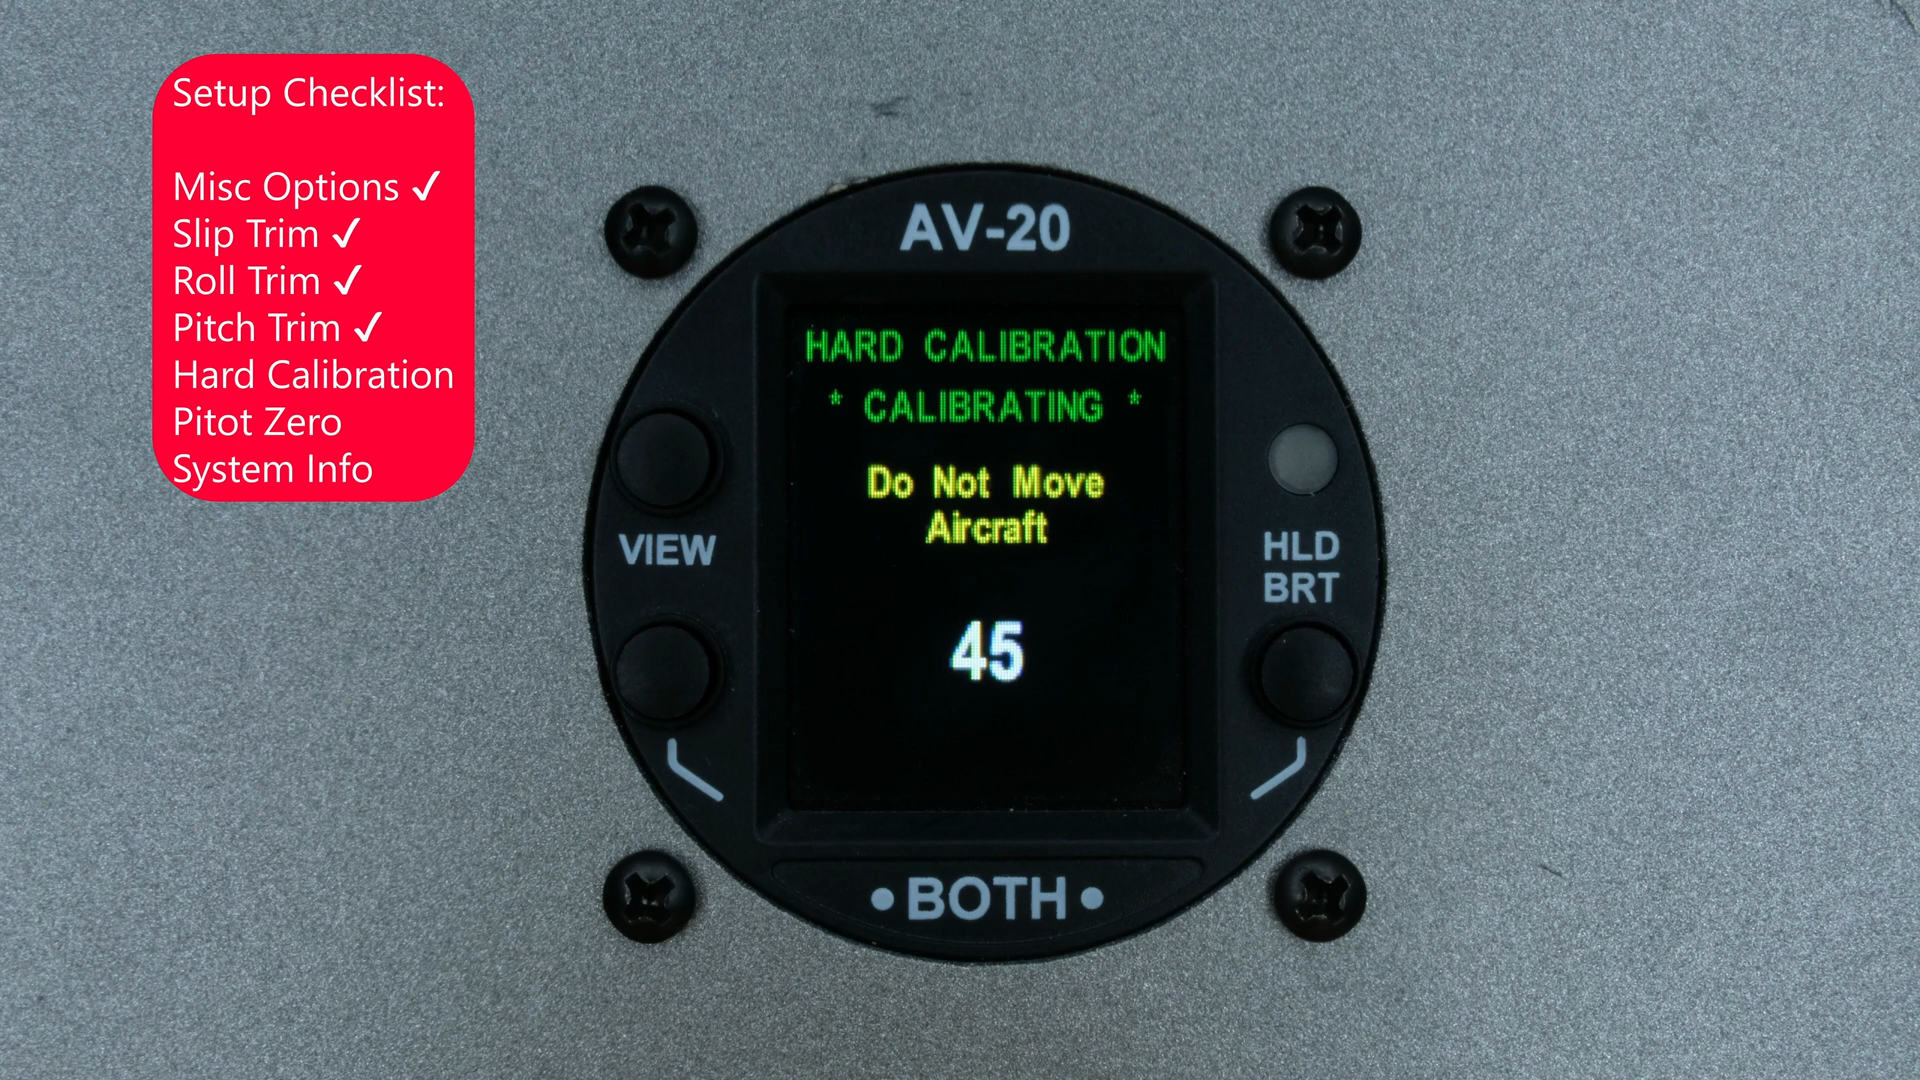 Setup Checklist:
Misc Options ✓
Slip Trim ✓
Roll Trim ✓
Pitch Trim ✓
Hard Calibration
Pitot Zero
System Info
AV-20
HARD CALIBRATION
* CALIBRATING *
Do Not Move
Aircraft
45
VIEW
HLD
BRT
•BOTH•